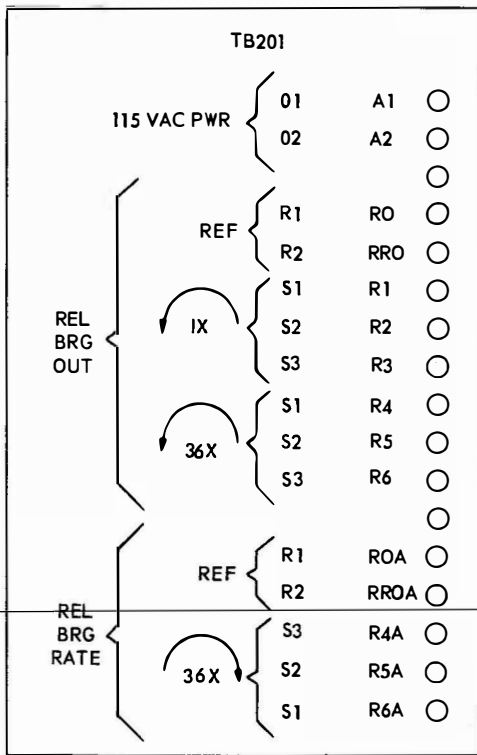 TB201
115 VAC PWR
01 A1
02 A2
REL BRG OUT
REF
R1 RO
R2 RRO
1X
S1 R1
S2 R2
S3 R3
36X
S1 R4
S2 R5
S3 R6
REL BRG RATE
REF
R1 ROA
R2 RROA
36X
S3 R4A
S2 R5A
S1 R6A